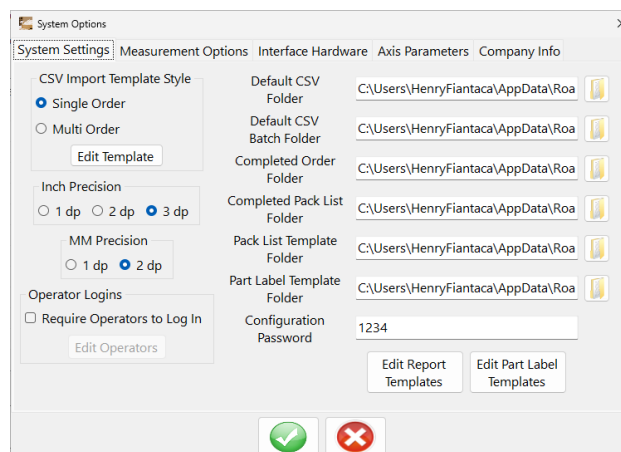 System Options
System Settings Measurement Options Interface Hardware Axis Parameters Company Info
CSV Import Template Style
Single Order
Multi Order
Edit Template
Inch Precision
1 dp 2 dp 3 dp
MM Precision
1 dp 2 dp
Operator Logins
Require Operators to Log In
Edit Operators
Default CSV
Folder
C:\Users\HenryFiantaca\AppData\Roa
Default CSV
Batch Folder
C:\Users\HenryFiantaca\AppData\Roa
Completed Order
Folder
C:\Users\HenryFiantaca\AppData\Roa
Completed Pack List
Folder
C:\Users\HenryFiantaca\AppData\Roa
Pack List Template
Folder
C:\Users\HenryFiantaca\AppData\Roa
Part Label Template
Folder
C:\Users\HenryFiantaca\AppData\Roa
Configuration
Password
1234
Edit Report
Templates
Edit Part Label
Templates